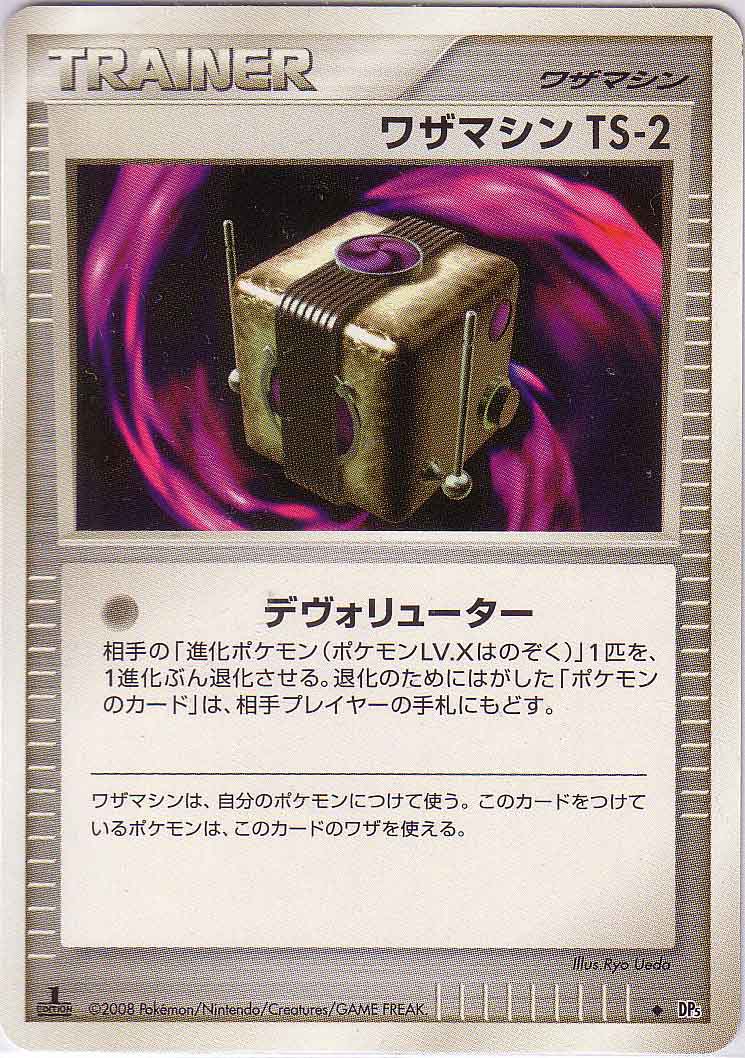 TRAINER
ワザマシン
ワザマシン TS-2
デヴォリューター
相手の「進化ポケモン(ポケモンLV.Xはのぞく)」1匹を、
1進化ぶん退化させる。退化のためにはがした「ポケモン
のカード」は、相手プレイヤーの手札にもどす。
ワザマシンは、自分のポケモンにつけて使う。このカードをつけて
いるポケモンは、このカードのワザを使える。
Illus. Ryo Ueda
1 EDITION ©2008 Pokémon/Nintendo/Creatures/GAME FREAK. ◆ DP5